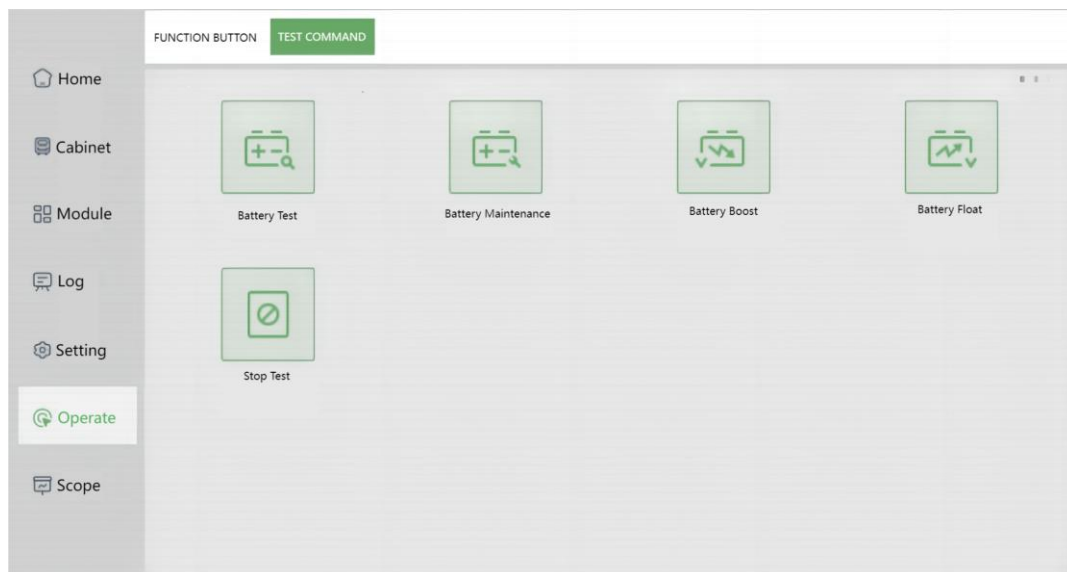 FUNCTION BUTTON TEST COMMAND
Home
Cabinet
Module
Log
Setting
Operate
Scope
Battery Test
Battery Maintenance
Battery Boost
Battery Float
Stop Test